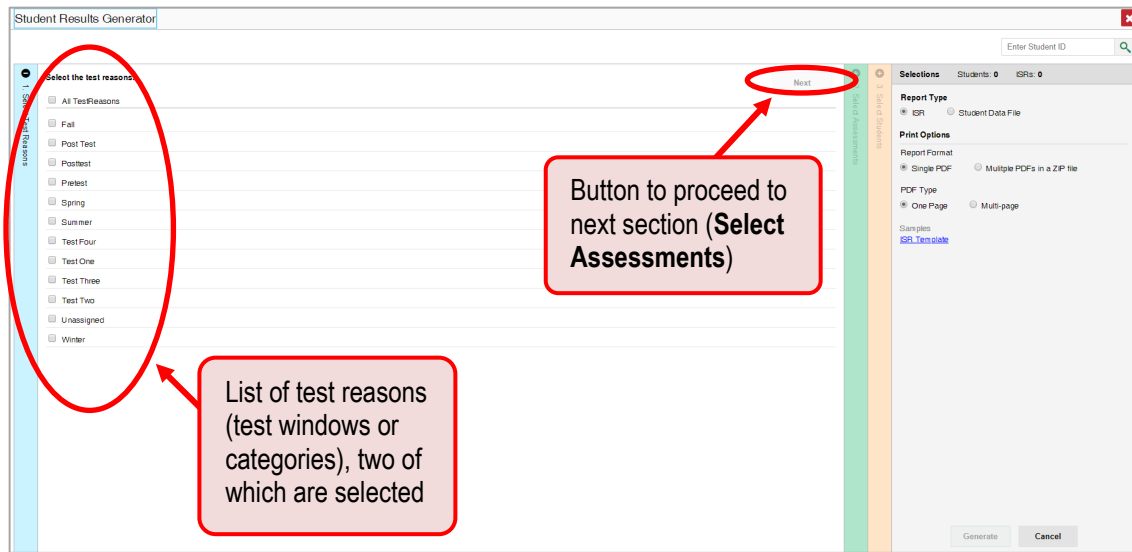 Student Results Generator
Enter Student ID
1. Select Test Reasons
Select the test reasons:
Next
All TestReasons
Fall
Post Test
Posttest
Pretest
Spring
Summer
Test Four
Test One
Test Three
Test Two
Unassigned
Winter
Select Assessments
3. Select Students
Button to proceed to
next section (Select
Assessments)
List of test reasons
(test windows or
categories), two of
which are selected
Selections Students: 0 ISRs: 0
Report Type
ISR Student Data File
Print Options
Report Format
Single PDF Mulitple PDFs in a ZIP file
PDF Type
One Page Multi-page
Samples
ISR Template
Generate Cancel